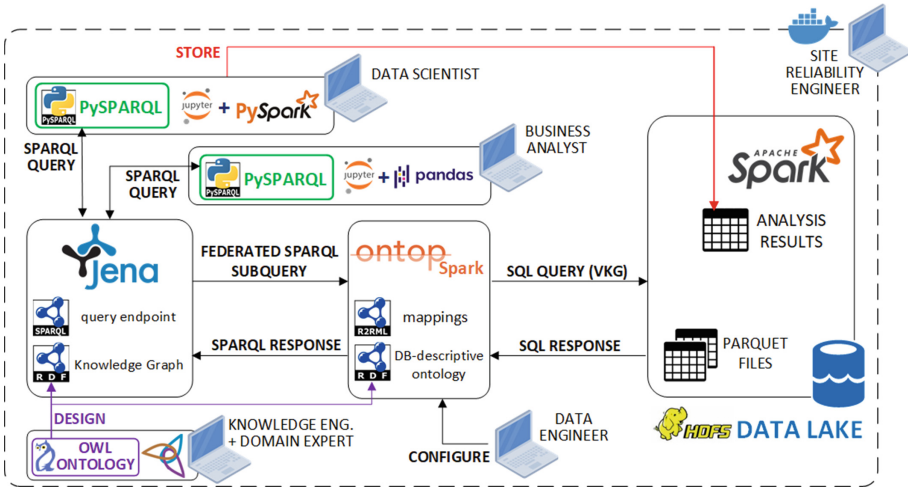 STORE
SITE
RELIABILITY
ENGINEER
DATA SCIENTIST
PySPARQL
PySPARQL
jupyter
+
PySpark
SPARQL
QUERY
BUSINESS
ANALYST
SPARQL
QUERY
PySPARQL
PySPARQL
jupyter
+
pandas
APACHE
Spark
ANALYSIS
RESULTS
Jena
FEDERATED SPARQL
SUBQUERY
ontop
Spark
SQL QUERY (VKG)
SPARQL
query endpoint
R2RML
mappings
SPARQL RESPONSE
SQL RESPONSE
PARQUET
FILES
RDF
Knowledge Graph
RDF
DB-descriptive
ontology
DESIGN
KNOWLEDGE ENG.
+ DOMAIN EXPERT
OWL
ONTOLOGY
DATA
ENGINEER
CONFIGURE
HDFS DATA LAKE